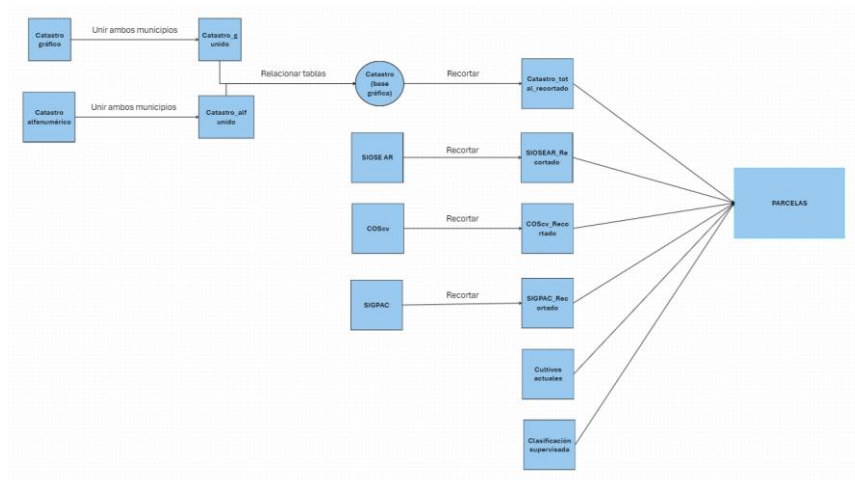 Catastro
gráfico
Unir ambos municipios
Catastro_g
unido
Catastro
alfanumérico
Unir ambos municipios
Catastro_alf
unido
Relacionar tablas
Catastro
(base
gráfica)
Recortar
Catastro_tot
al_recortado
SIOSE AR
Recortar
SIOSEAR_Re
cortado
COScv
Recortar
COScv_Reco
rtado
SIGPAC
Recortar
SIGPAC_Rec
ortado
Cultivos
actuales
Clasificación
supervisada
PARCELAS